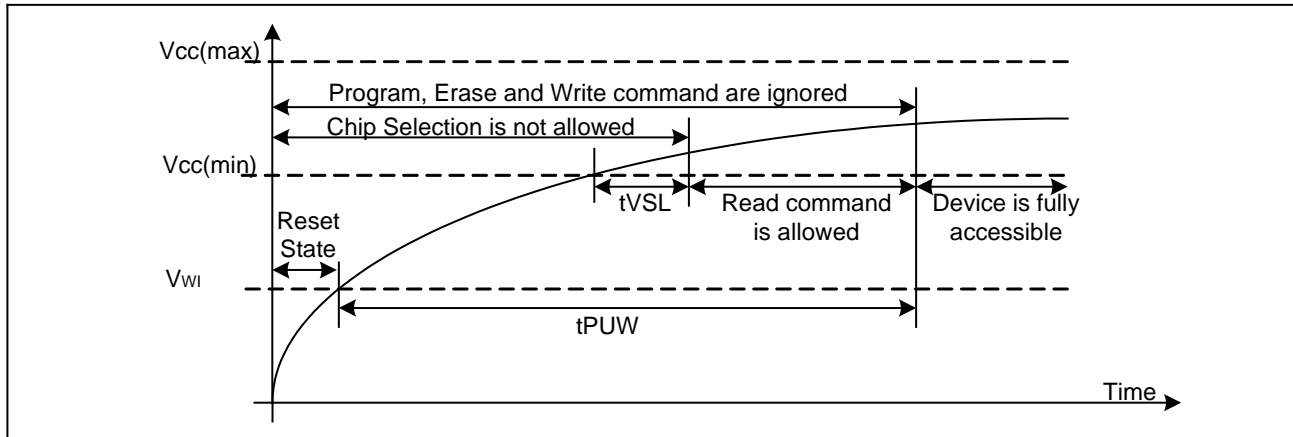 Vcc(max)
Program, Erase and Write command are ignored
Chip Selection is not allowed
Vcc(min)
tVSL
Read command
is allowed
Device is fully
accessible
Reset
State
VWI
tPUW
Time